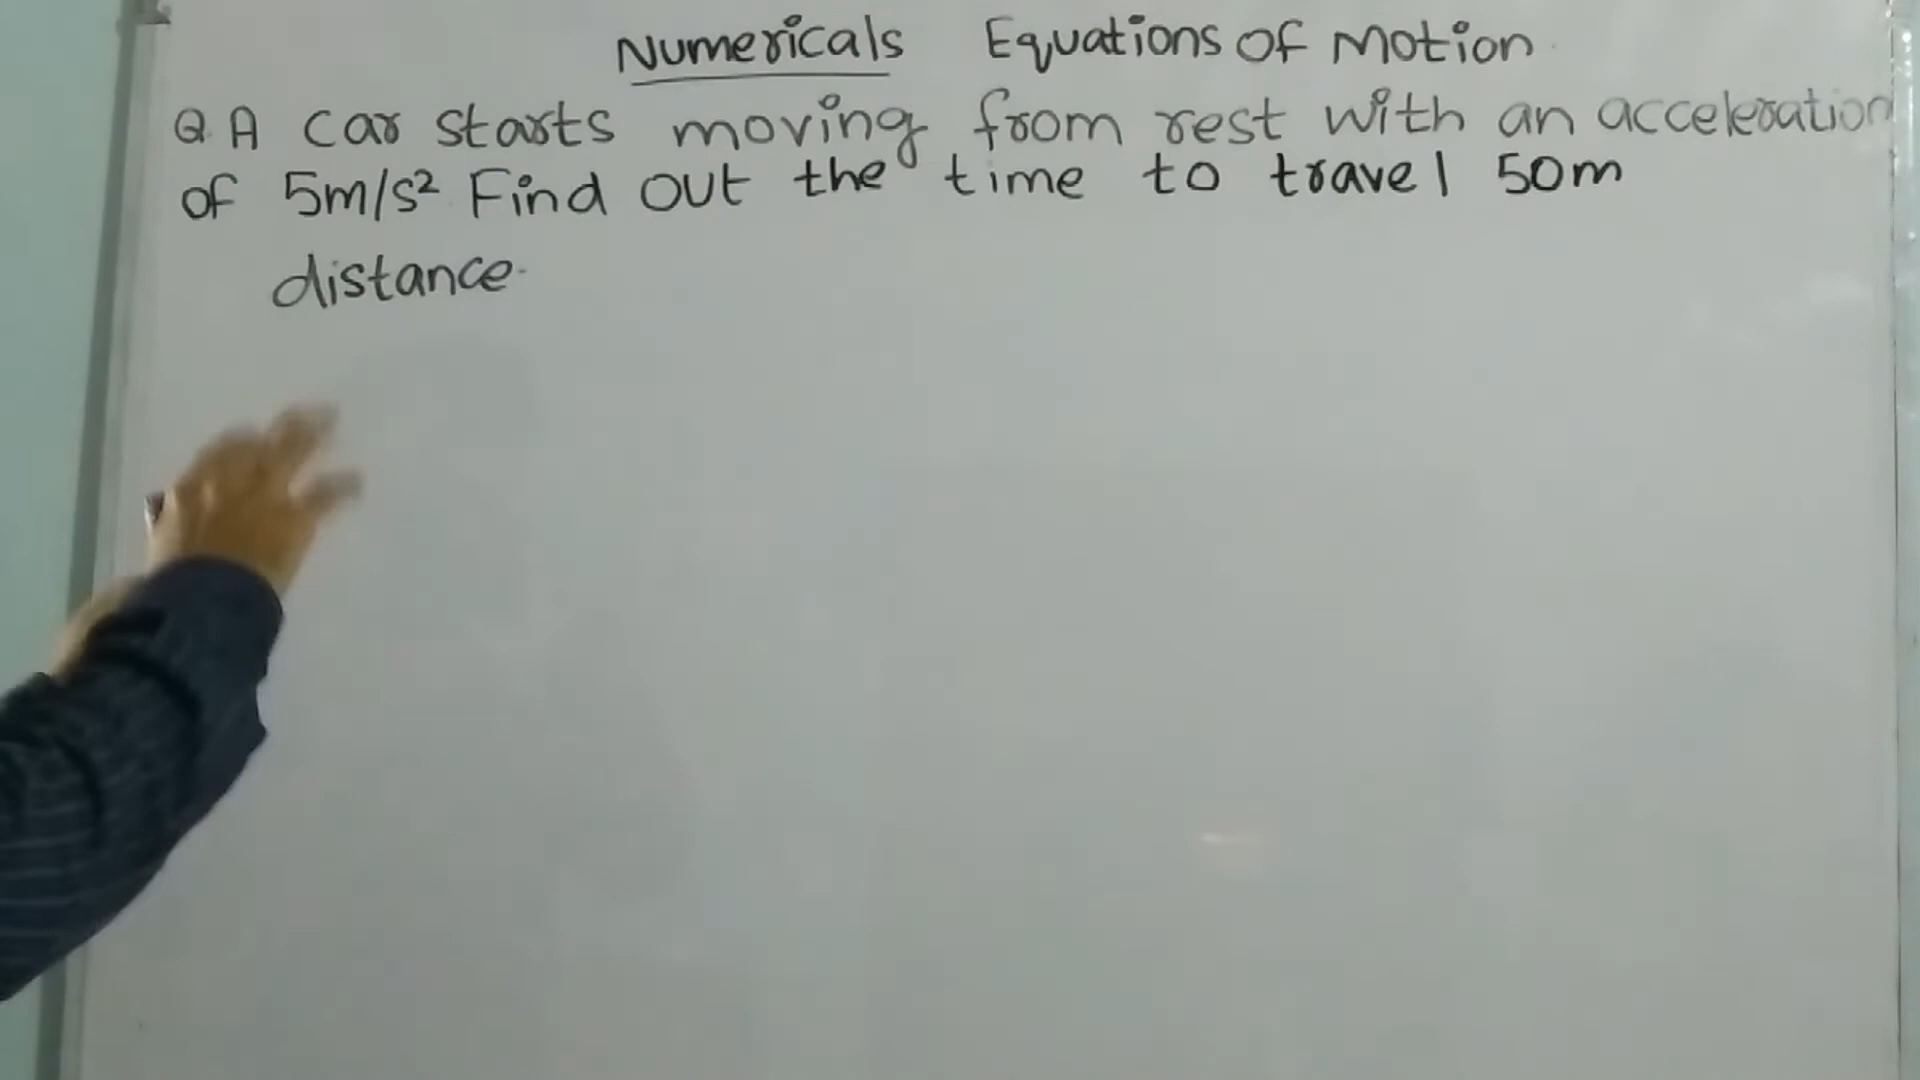 Numericals Equations of Motion
Q. A car starts moving from rest with an acceleration
of 5m/s² Find out the time to travel 50m
distance.